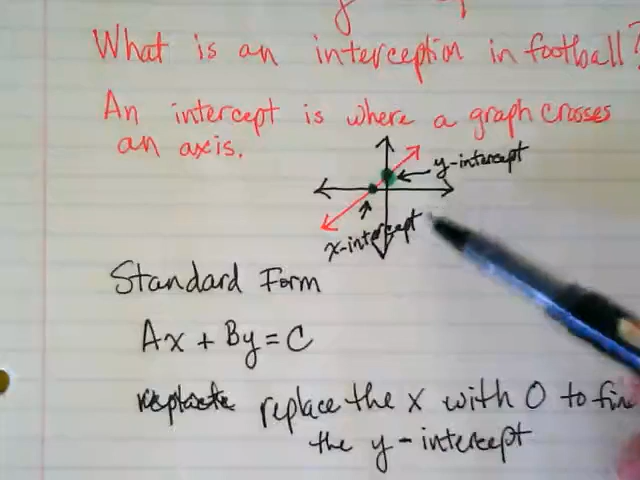 What is an interception in football?
An intercept is where a graph crosses
an axis.
y-intercept
x-intercept
Standard Form
Ax + By = C
replace the x with 0 to
the y-intercept